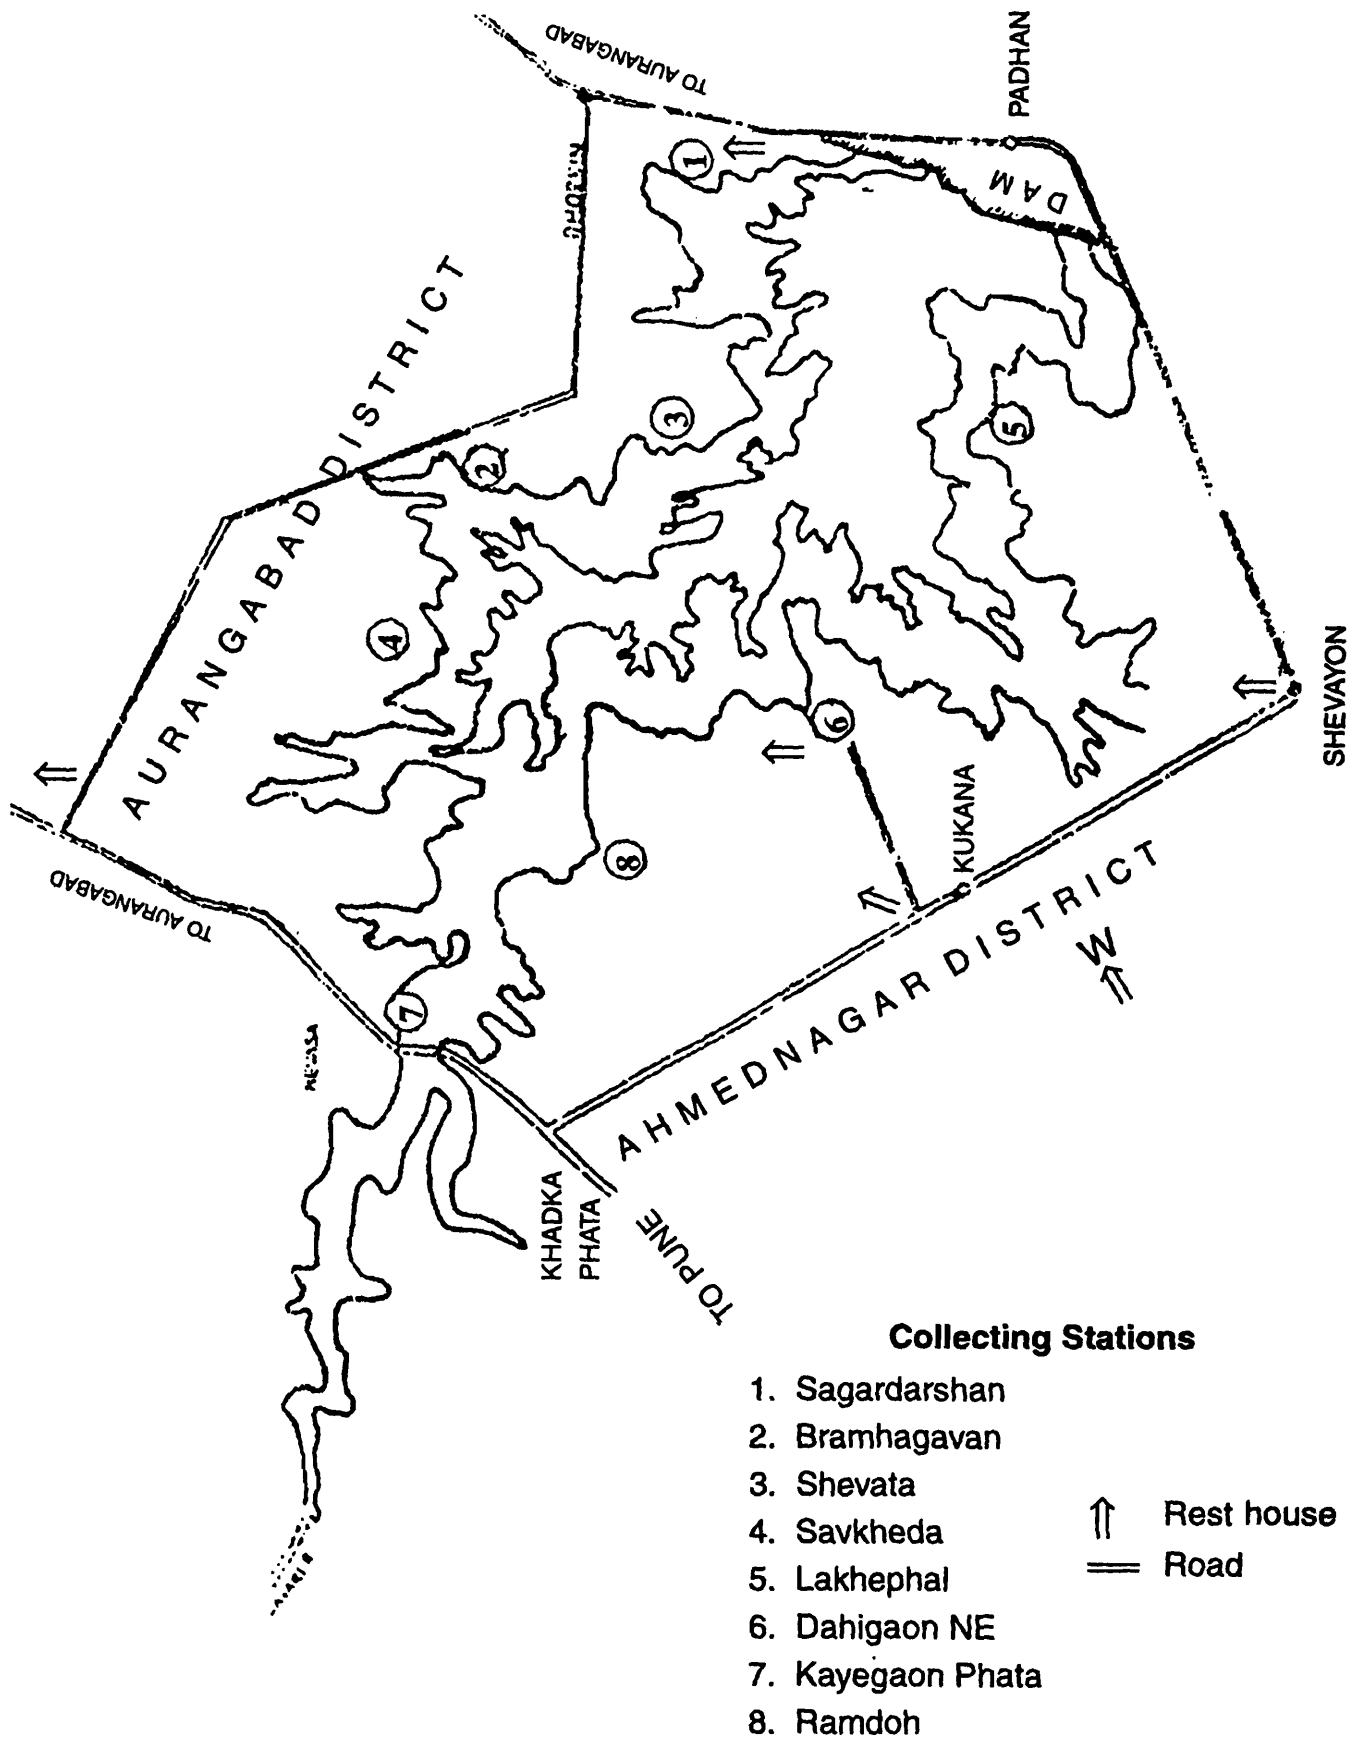 TO AURANGABAD
PADHAN
1
DAM
DHORKIN
AURANGABAD DISTRICT
2
3
5
4
6
TO AURANGABAD
8
KUKANA
SHEVAYON
7
AHMEDNAGAR DISTRICT
W
KHADKA
PHATA
TO PUNE
Collecting Stations
1. Sagardarshan
2. Bramhagavan
3. Shevata
4. Savkheda
5. Lakhephal
6. Dahigaon NE
7. Kayegaon Phata
8. Ramdoh
⇑ Rest house
Road